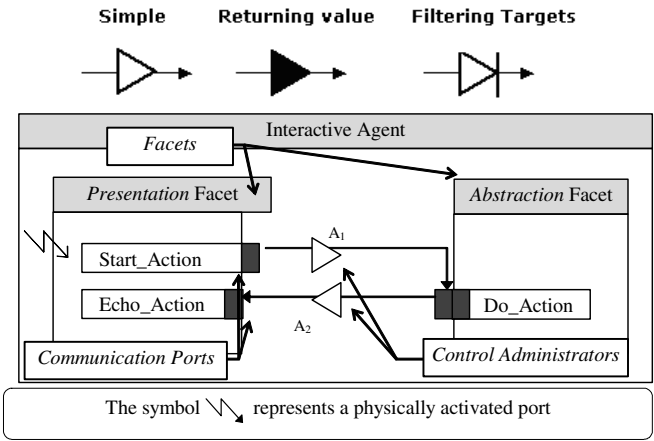 Simple
Returning value
Filtering Targets
Interactive Agent
Facets
Presentation Facet
Abstraction Facet
A1
Start_Action
Echo_Action
Do_Action
A2
Communication Ports
Control Administrators
The symbol represents a physically activated port